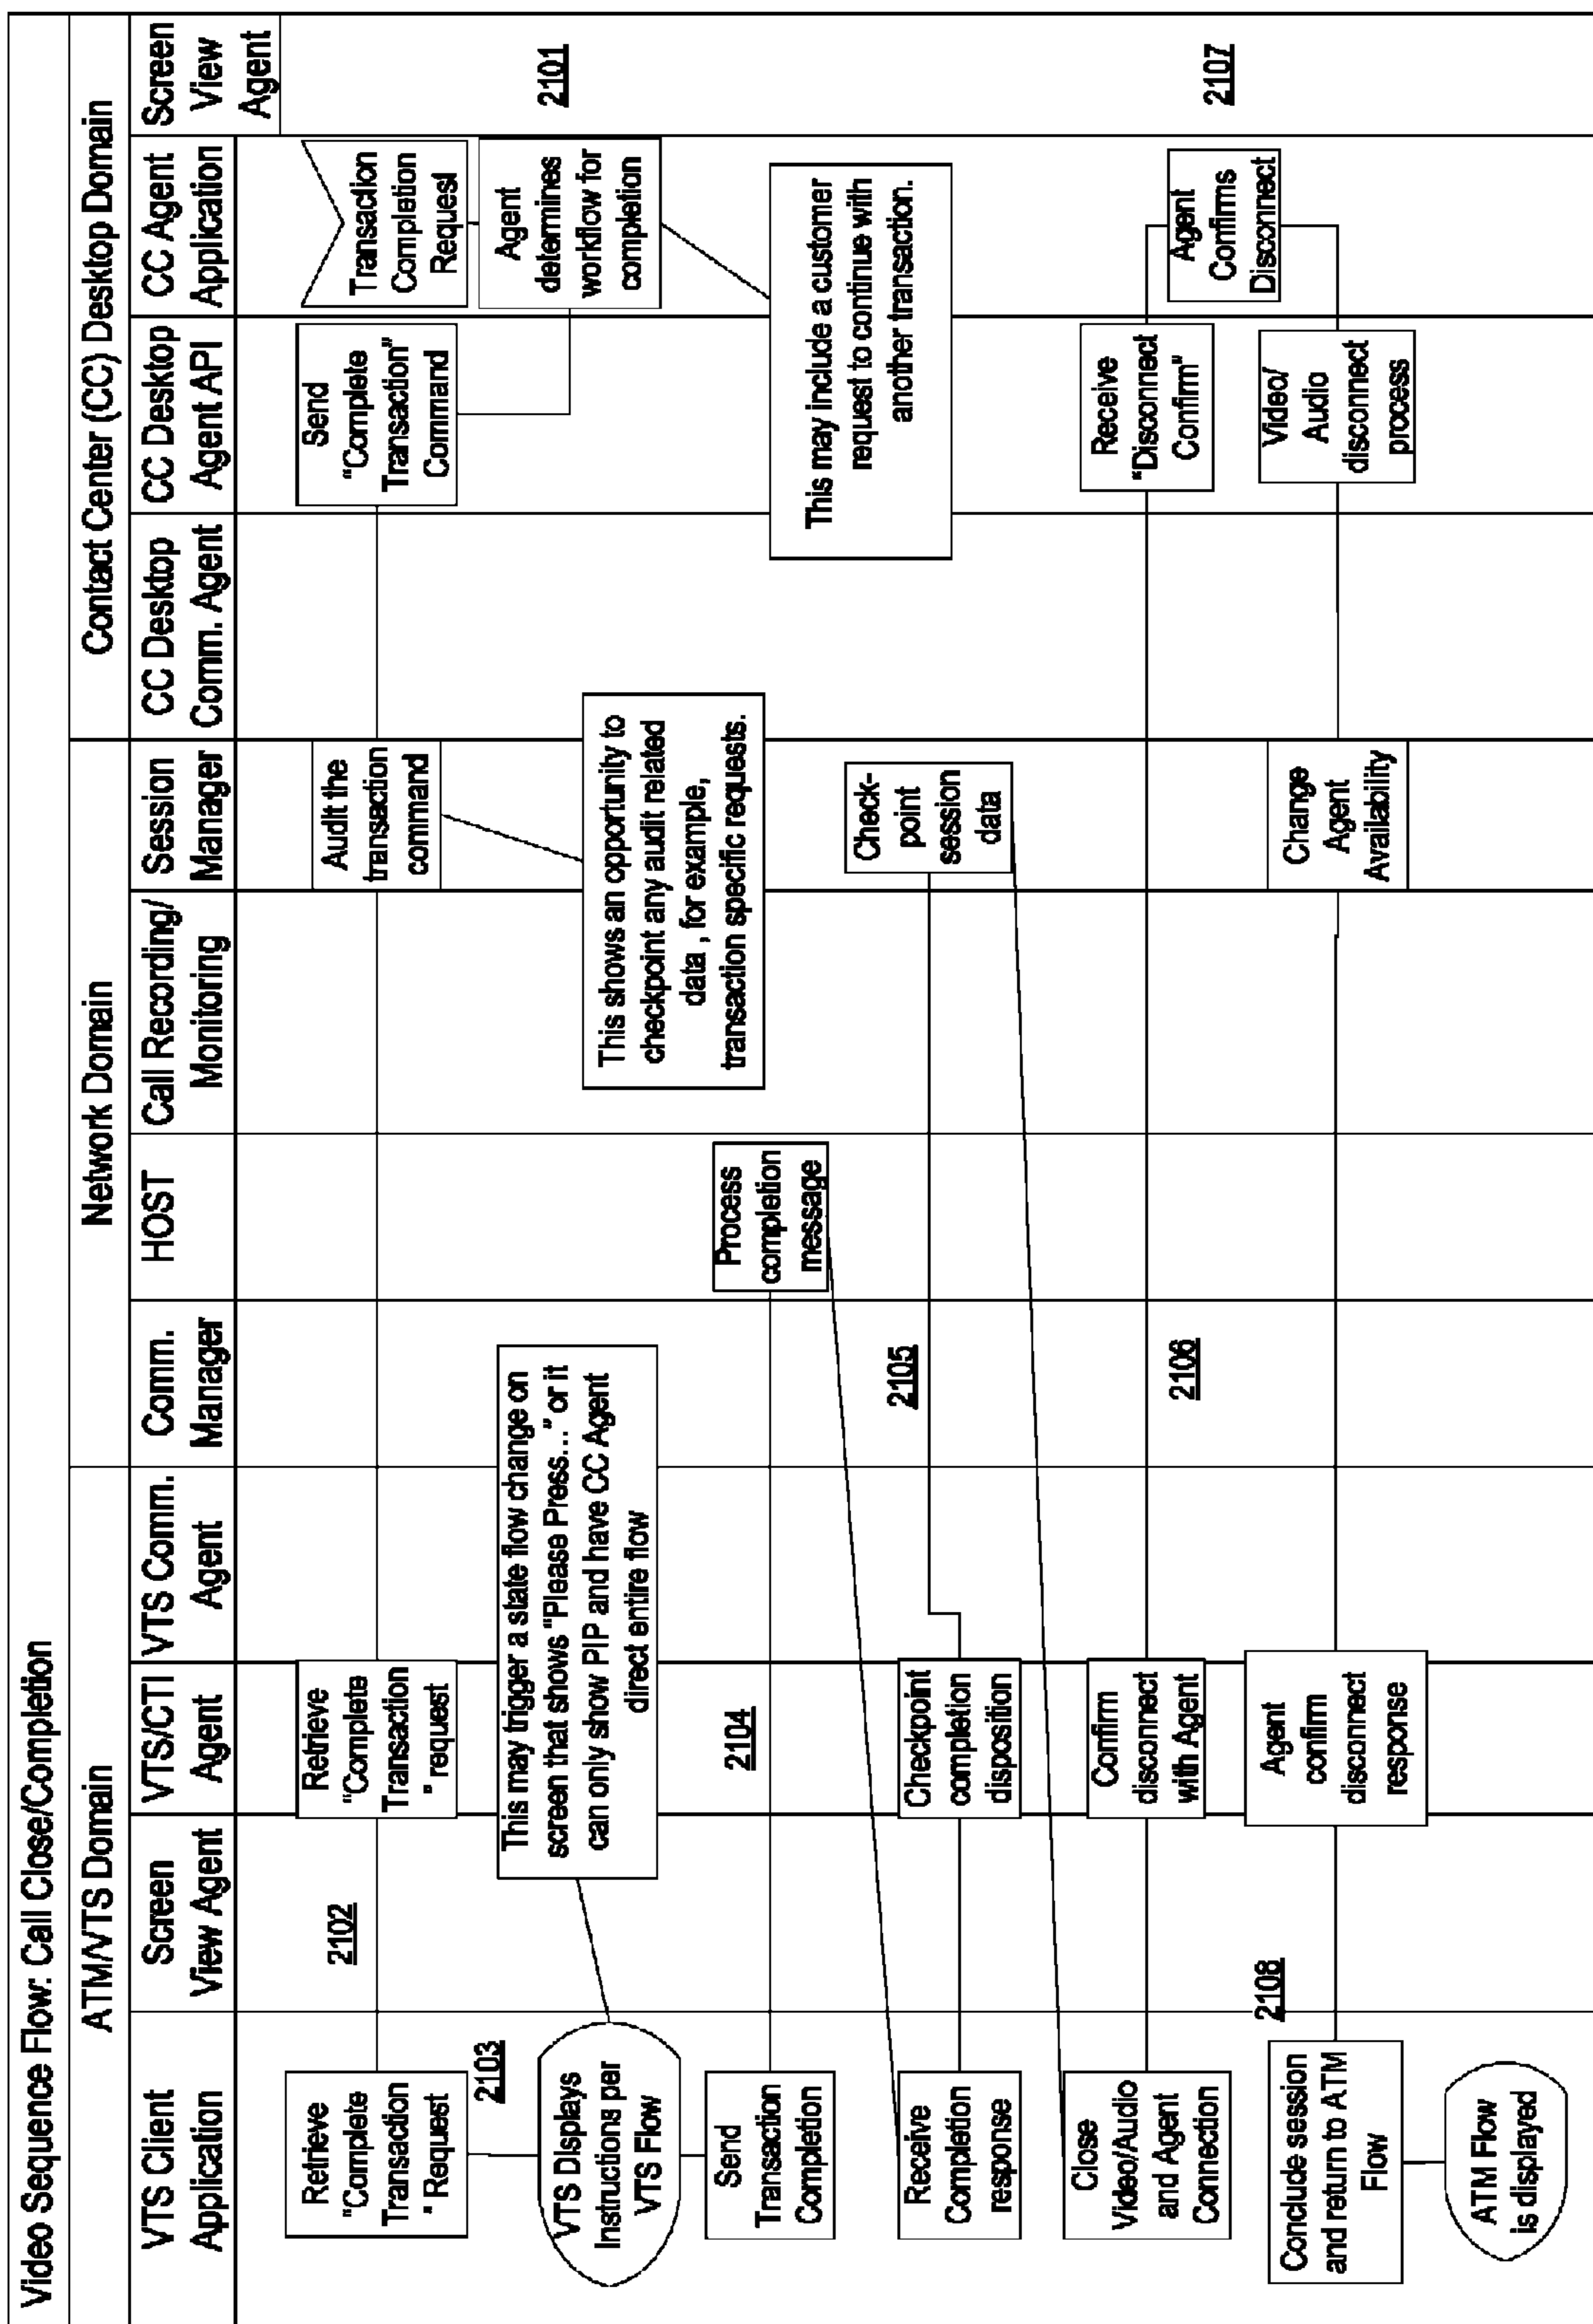 Video Sequence Flow: Call Close/Completion
ATM/VTS Domain
Network Domain
Contact Center (CC) Desktop Domain
VTS Client
Application
Screen
View Agent
VTS/CTI
Agent
VTS Comm.
Agent
Comm.
Manager
HOST
Call Recording/
Monitoring
Session
Manager
CC Desktop
Comm. Agent
CC Desktop
Agent API
CC Agent
Application
Screen
View
Agent
Retrieve
"Complete
Transaction
" Request
2102
Retrieve
"Complete
Transaction
" request
Audit the
transaction
command
Send
"Complete
Transaction"
Command
Transaction
Completion
Request
Agent
determines
workflow for
completion
2101
2103
VTS Displays
Instructions per
VTS Flow
This may trigger a state flow change on
screen that shows "Please Press..." or it
can only show PIP and have CC Agent
direct entire flow
This shows an opportunity to
checkpoint any audit related
data , for example,
transaction specific requests.
This may include a customer
request to continue with
another transaction.
Send
Transaction
Completion
2104
Process
completion
message
Receive
Completion
response
Checkpoint
completion
disposition
2105
Check-
point
session
data
Close
Video/Audio
and Agent
Connection
Confirm
disconnect
with Agent
2106
Receive
"Disconnect
Confirm"
Agent
Confirms
Disconnect
2107
2108
Conclude session
and return to ATM
Flow
Agent
confirm
disconnect
response
Change
Agent
Availability
Video/
Audio
disconnect
process
ATM Flow
is displayed